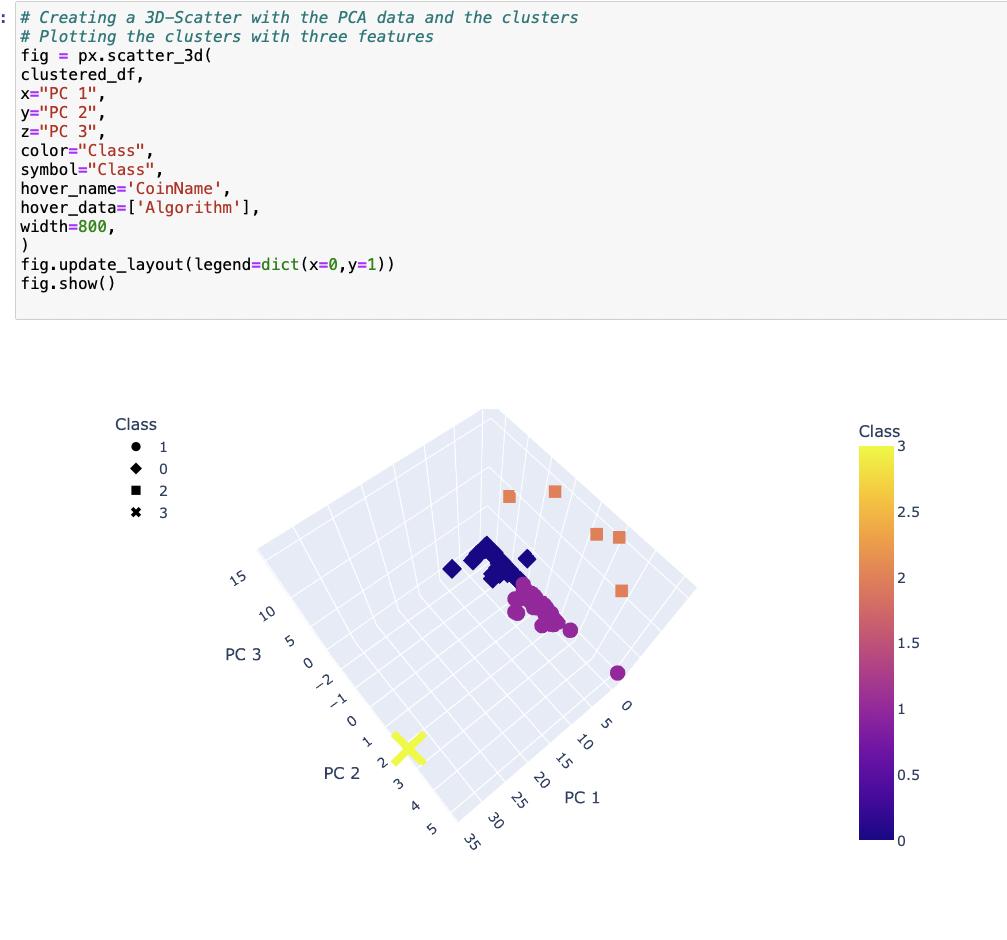 :
# Creating a 3D-Scatter with the PCA data and the clusters
# Plotting the clusters with three features
fig = px.scatter_3d(
clustered_df,
x="PC 1",
y="PC 2",
z="PC 3",
color="Class",
symbol="Class",
hover_name='CoinName',
hover_data=['Algorithm'],
width=800,
)
fig.update_layout(legend=dict(x=0,y=1))
fig.show()
Class
1
0
2
3
Class
3
2.5
2
1.5
1
0.5
0
15
10
5
0
PC 3
−2
−1
0
1
2
3
4
5
PC 2
0
5
10
15
20
25
30
35
PC 1